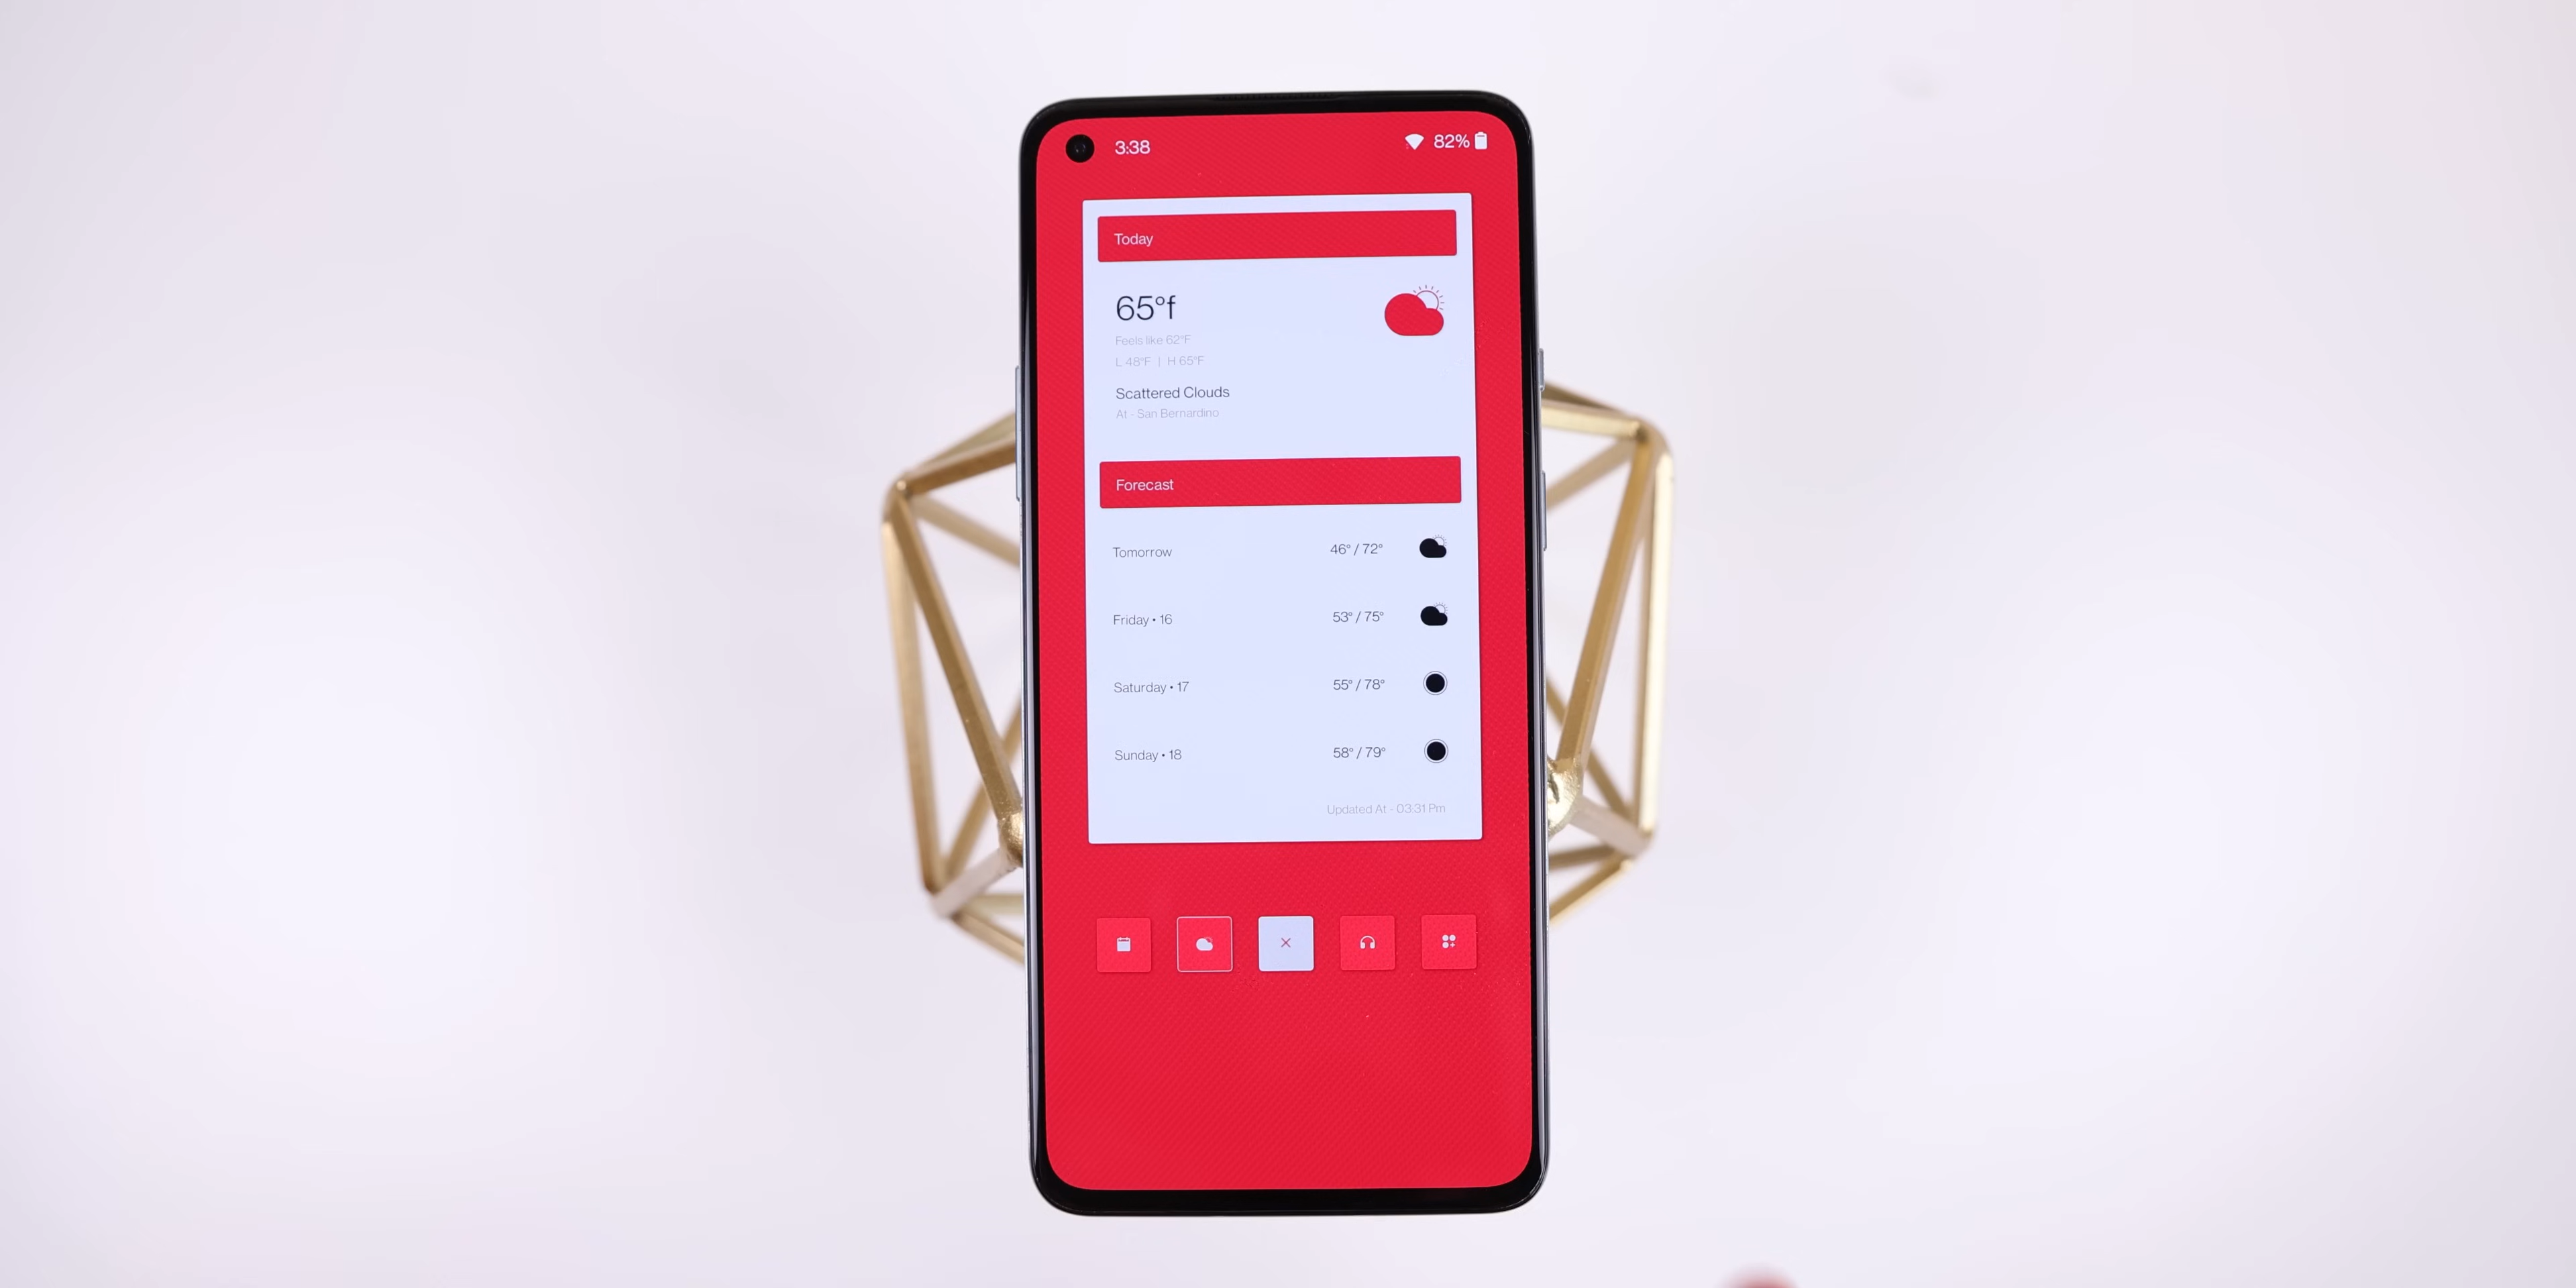 3:38 82%
Today
65°f
Feels like 62°F
L 48°F | H 65°F
Scattered Clouds
At - San Bernardino
Forecast
Tomorrow 46° / 72°
Friday • 16 53° / 75°
Saturday • 17 55° / 78°
Sunday • 18 58° / 79°
Updated At - 03:31 Pm